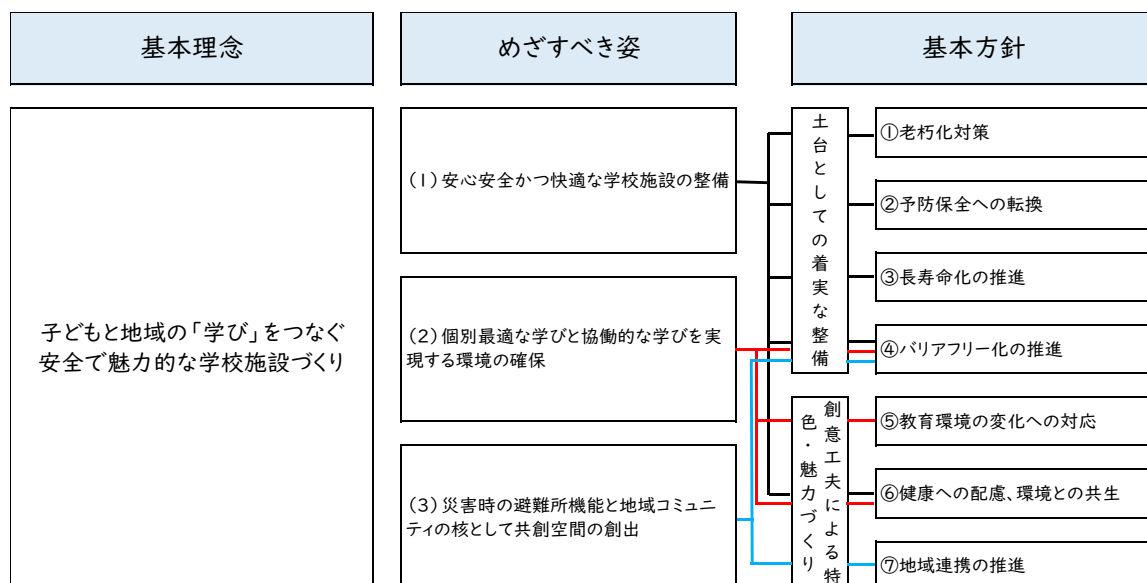 基本理念
めざすべき姿
基本方針
子どもと地域の「学び」をつなぐ
安全で魅力的な学校施設づくり
(1)安心安全かつ快適な学校施設の整備
(2)個別最適な学びと協働的な学びを実
現する環境の確保
(3)災害時の避難所機能と地域コミュニ
ティの核として共創空間の創出
土台としての着実な整備
①老朽化対策
②予防保全への転換
③長寿命化の推進
④バリアフリー化の推進
創意工夫による特
色・魅力づくり
⑤教育環境の変化への対応
⑥健康への配慮、環境との共生
⑦地域連携の推進